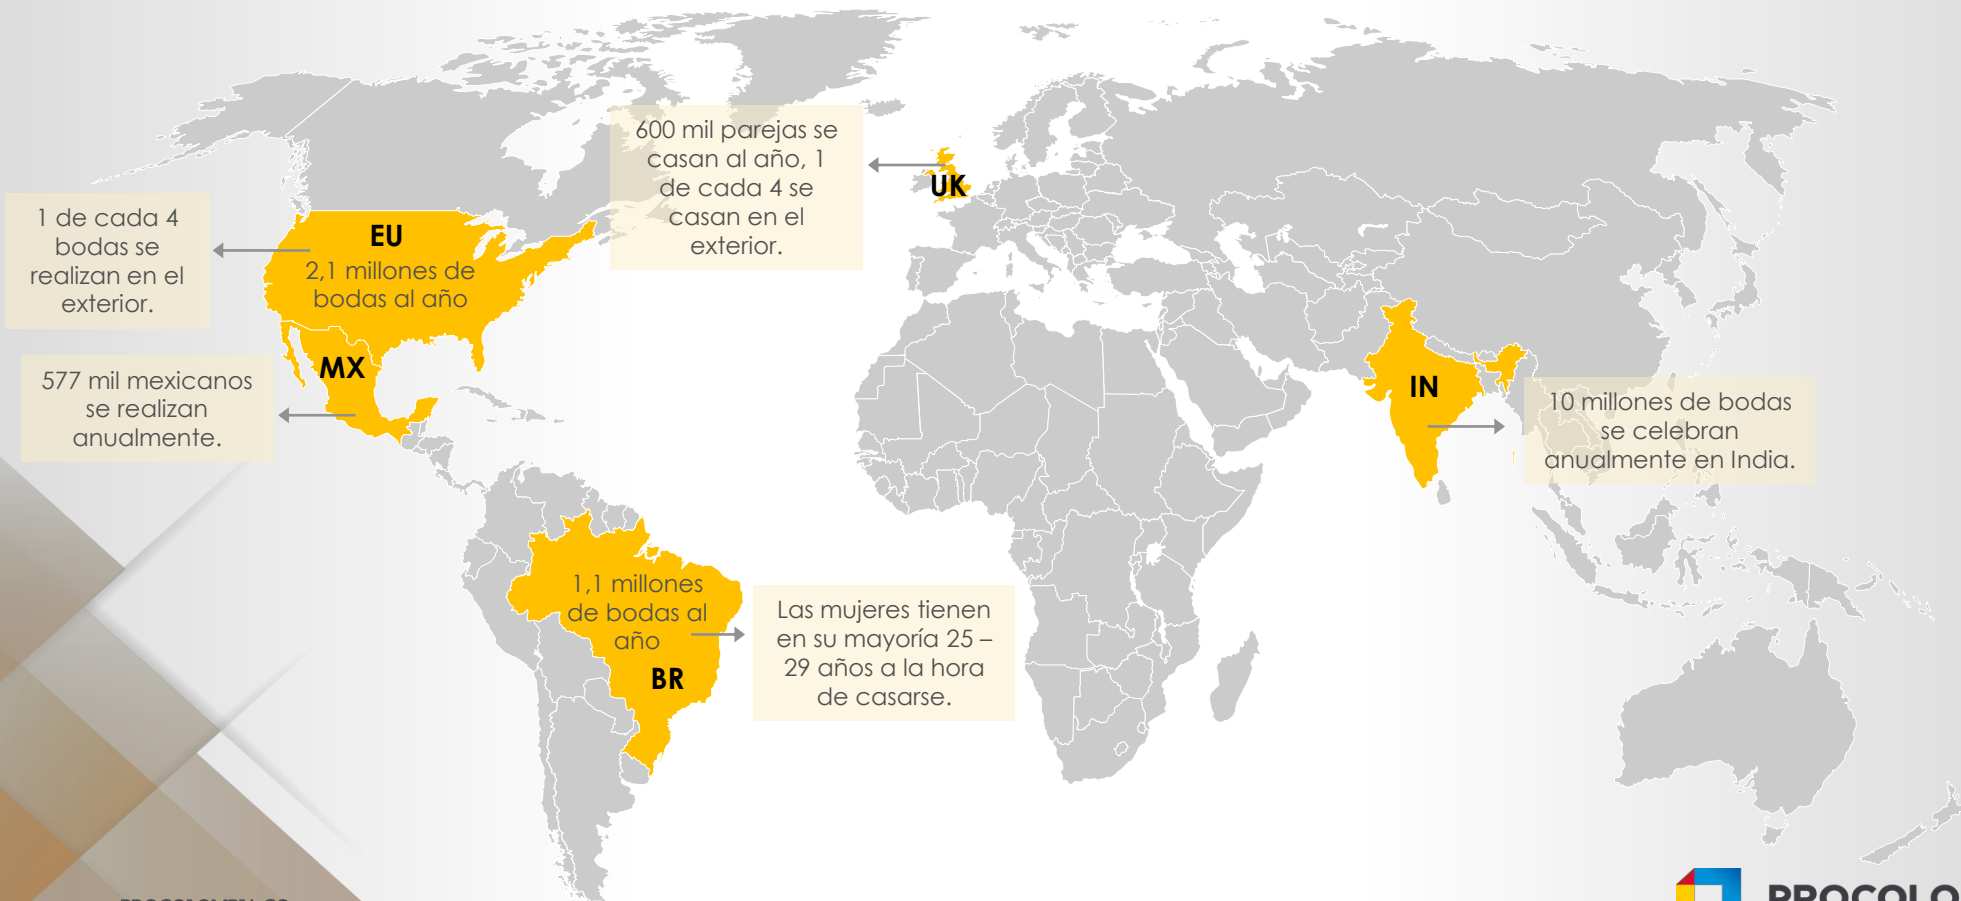 600 mil parejas se
casan al año, 1
de cada 4 se
casan en el
exterior.
UK
1 de cada 4
bodas se
realizan en el
exterior.
EU
2,1 millones de
bodas al año
MX
577 mil mexicanos
se realizan
anualmente.
IN
10 millones de bodas
se celebran
anualmente en India.
1,1 millones
de bodas al
año
BR
Las mujeres tienen
en su mayoría 25 –
29 años a la hora
de casarse.
PROCOLO